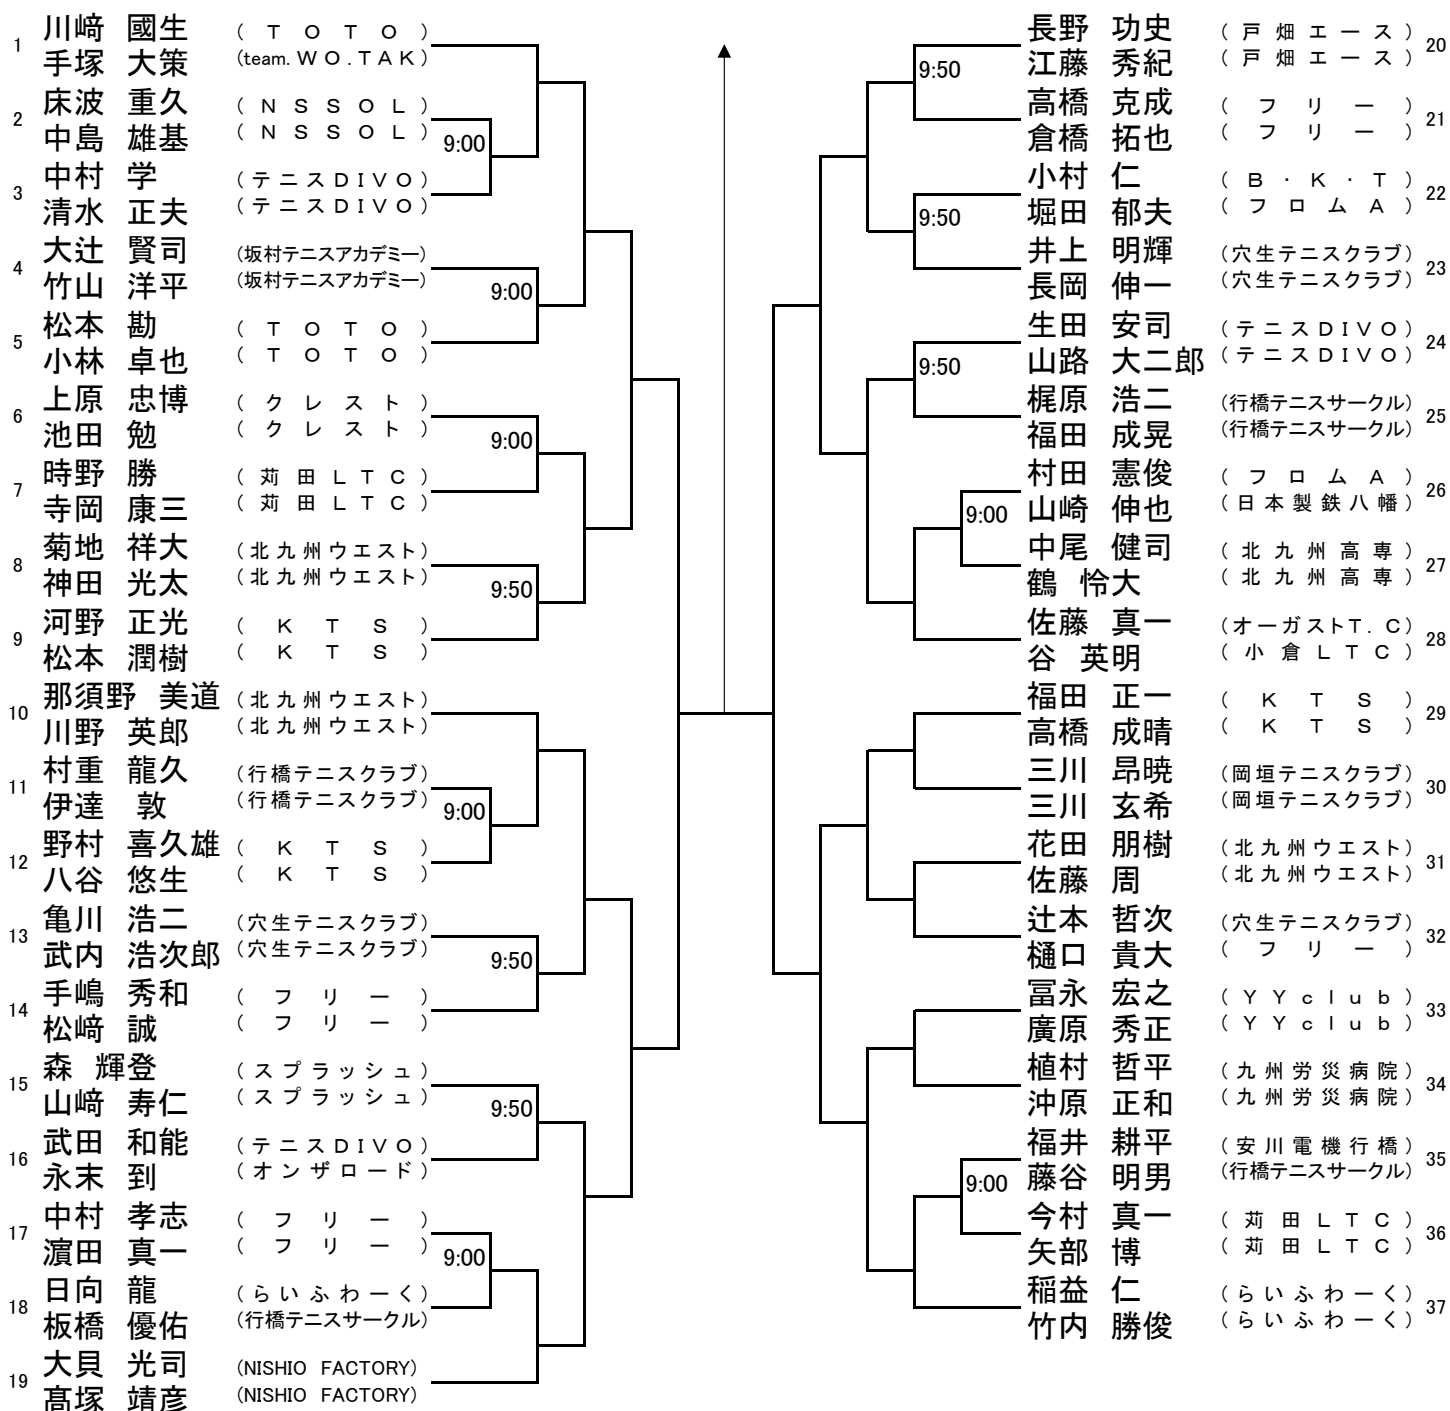 1 川﨑 國生 (TOTO)
手塚 大策 (team.WO.TAK)
2 床波 重久 (NSSOL)
中島 雄基 (NSSOL)
9:00
3 中村 学 (テニスDIVO)
清水 正夫 (テニスDIVO)
4 大辻 賢司 (坂村テニスアカデミー)
竹山 洋平 (坂村テニスアカデミー)
9:00
5 松本 勘 (TOTO)
小林 卓也 (TOTO)
6 上原 忠博 (クレスト)
池田 勉 (クレスト)
9:00
7 時野 勝 (苅田LTC)
寺岡 康三 (苅田LTC)
8 菊地 祥大 (北九州ウエスト)
神田 光太 (北九州ウエスト)
9:50
9 河野 正光 (KTS)
松本 潤樹 (KTS)
10 那須野 美道 (北九州ウエスト)
川野 英郎 (北九州ウエスト)
11 村重 龍久 (行橋テニスクラブ)
伊達 敦 (行橋テニスクラブ)
9:00
12 野村 喜久雄 (KTS)
八谷 悠生 (KTS)
13 亀川 浩二 (穴生テニスクラブ)
武内 浩次郎 (穴生テニスクラブ)
9:50
14 手嶋 秀和 (フリー)
松﨑 誠 (フリー)
15 森 輝登 (スプラッシュ)
山﨑 寿仁 (スプラッシュ)
9:50
16 武田 和能 (テニスDIVO)
永末 到 (オンザロード)
17 中村 孝志 (フリー)
濵田 真一 (フリー)
9:00
18 日向 龍 (らいふわーく)
板橋 優佑 (行橋テニスサークル)
19 大貝 光司 (NISHIO FACTORY)
髙塚 靖彦 (NISHIO FACTORY)
長野 功史 (戸畑エース) 20
江藤 秀紀 (戸畑エース)
9:50
高橋 克成 (フリー) 21
倉橋 拓也 (フリー)
小村 仁 (B・K・T) 22
堀田 郁夫 (フロムA)
9:50
井上 明輝 (穴生テニスクラブ) 23
長岡 伸一 (穴生テニスクラブ)
生田 安司 (テニスDIVO) 24
山路 大二郎 (テニスDIVO)
9:50
梶原 浩二 (行橋テニスサークル) 25
福田 成晃 (行橋テニスサークル)
村田 憲俊 (フロムA) 26
山崎 伸也 (日本製鉄八幡)
9:00
中尾 健司 (北九州高専) 27
鶴 怜大 (北九州高専)
佐藤 真一 (オーガストT.C) 28
谷 英明 (小倉LTC)
福田 正一 (KTS) 29
高橋 成晴 (KTS)
三川 昂暁 (岡垣テニスクラブ) 30
三川 玄希 (岡垣テニスクラブ)
花田 朋樹 (北九州ウエスト) 31
佐藤 周 (北九州ウエスト)
辻本 哲次 (穴生テニスクラブ) 32
樋口 貴大 (フリー)
冨永 宏之 (YYclub) 33
廣原 秀正 (YYclub)
植村 哲平 (九州労災病院) 34
沖原 正和 (九州労災病院)
福井 耕平 (安川電機行橋) 35
藤谷 明男 (行橋テニスサークル)
9:00
今村 真一 (苅田LTC) 36
矢部 博 (苅田LTC)
稲益 仁 (らいふわーく) 37
竹内 勝俊 (らいふわーく)